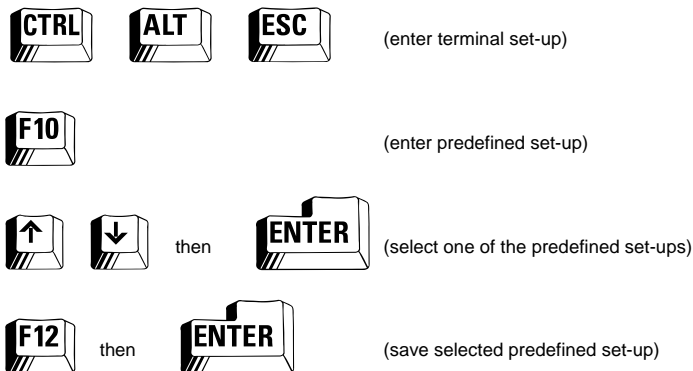 CTRL ALT ESC (enter terminal set-up)
F10 (enter predefined set-up)
↑ ↓ then ENTER (select one of the predefined set-ups)
F12 then ENTER (save selected predefined set-up)